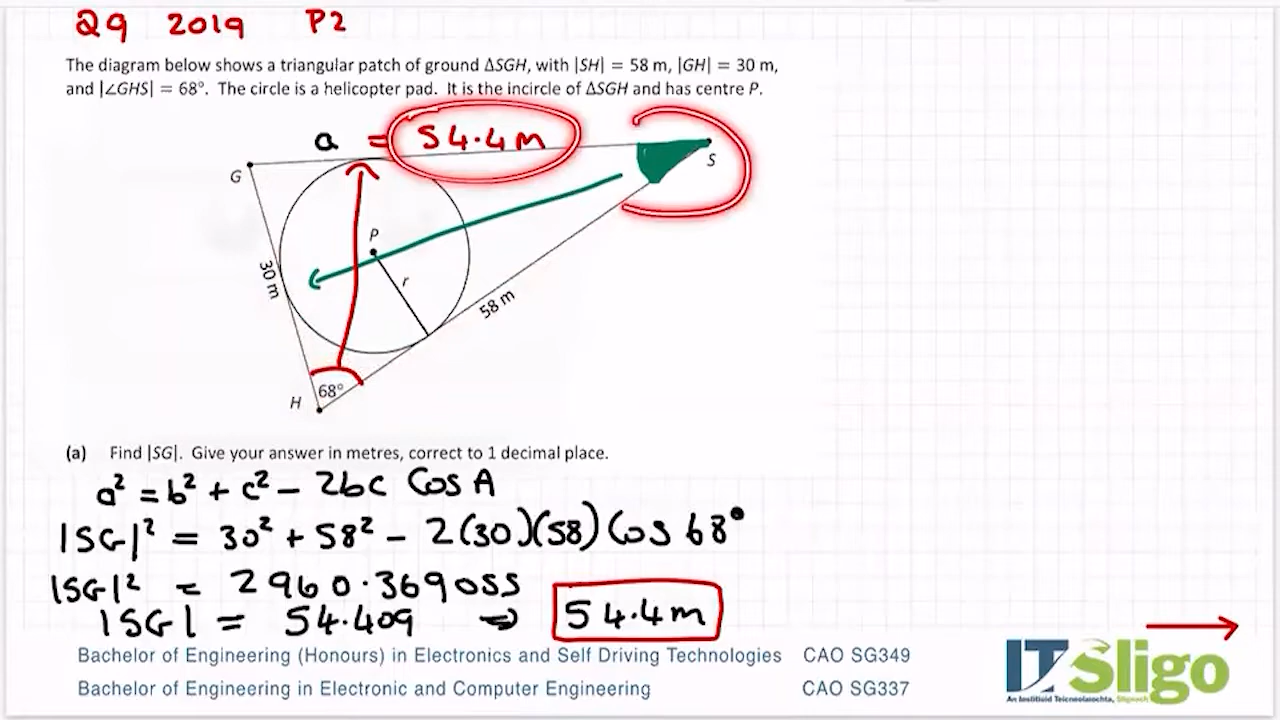 Q9 2019 P2
The diagram below shows a triangular patch of ground ΔSGH, with |SH| = 58 m, |GH| = 30 m,
and |∠GHS| = 68°. The circle is a helicopter pad. It is the incircle of ΔSGH and has centre P.
a = 54.4m
S
G
P
r
30 m
58 m
68°
H
(a) Find |SG|. Give your answer in metres, correct to 1 decimal place.
a² = b² + c² – 2bc Cos A
|SG|² = 30² + 58² – 2(30)(58) Cos 68°
|SG|² = 2960.369055
|SG| = 54.409 ⇒ 54.4m
Bachelor of Engineering (Honours) in Electronics and Self Driving Technologies CAO SG349
Bachelor of Engineering in Electronic and Computer Engineering CAO SG337
IT Sligo
An Institiúid Teicneolaíochta, Sligeach